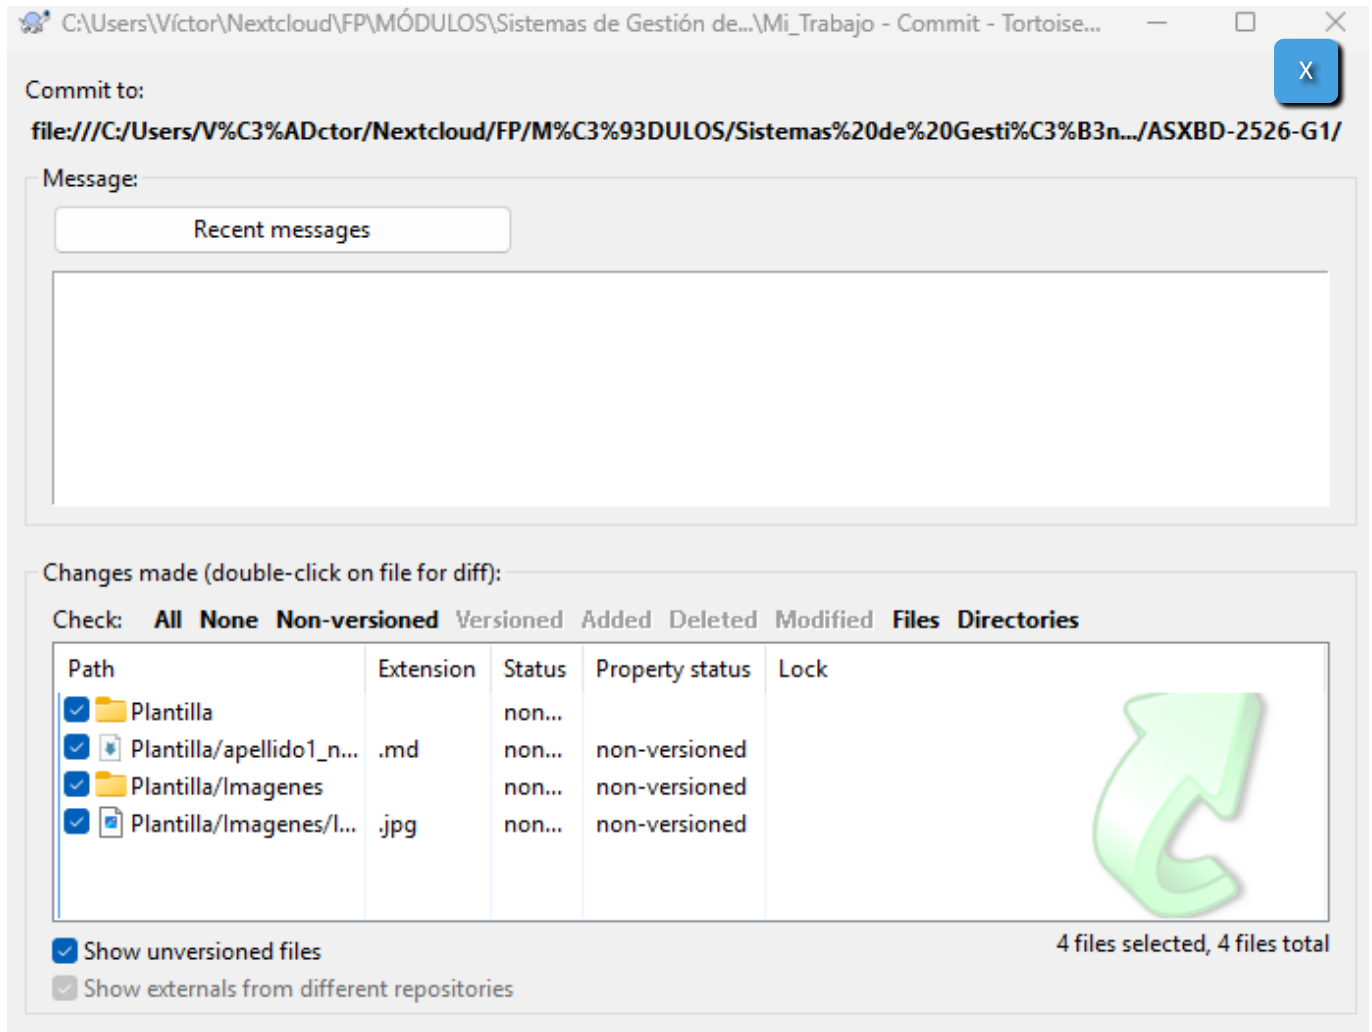 C:\Users\Víctor\Nextcloud\FP\MÓDULOS\Sistemas de Gestión de...\Mi_Trabajo - Commit - Tortoise...
X
Commit to:
file:///C:/Users/V%C3%ADctor/Nextcloud/FP/M%C3%93DULOS/Sistemas%20de%20Gesti%C3%B3n.../ASXBD-2526-G1/
Message:
Recent messages
Changes made (double-click on file for diff):
Check: All None Non-versioned Versioned Added Deleted Modified Files Directories
Path Extension Status Property status Lock
Plantilla non...
Plantilla/apellido1_n... .md non... non-versioned
Plantilla/Imagenes non... non-versioned
Plantilla/Imagenes/I... .jpg non... non-versioned
Show unversioned files 4 files selected, 4 files total
Show externals from different repositories